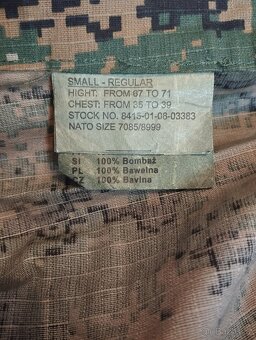 SMALL - REGULAR
HIGHT: FROM 67 TO 71
CHEST: FROM 35 TO 39
STOCK NO. 8415-01-08-03383
NATO SIZE 7085/8999
SI 100% Bombaž
PL 100% Bawełna
CZ 100% Bavlna